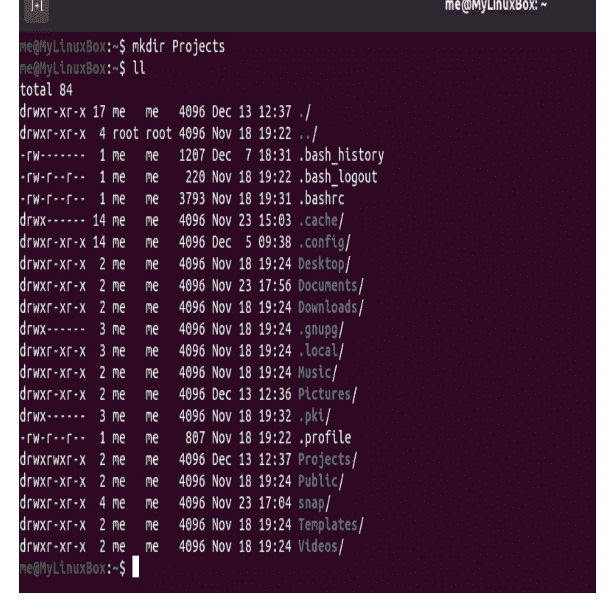 me@MyLinuxBox: ~
me@MyLinuxBox:~$ mkdir Projects
me@MyLinuxBox:~$ ll
total 84
drwxr-xr-x 17 me   me   4096 Dec 13 12:37 ./
drwxr-xr-x  4 root root 4096 Nov 18 19:22 ../
-rw-------  1 me   me   1207 Dec  7 18:31 .bash_history
-rw-r--r--  1 me   me    220 Nov 18 19:22 .bash_logout
-rw-r--r--  1 me   me   3793 Nov 18 19:31 .bashrc
drwx------ 14 me   me   4096 Nov 23 15:03 .cache/
drwxr-xr-x 14 me   me   4096 Dec  5 09:38 .config/
drwxr-xr-x  2 me   me   4096 Nov 18 19:24 Desktop/
drwxr-xr-x  2 me   me   4096 Nov 23 17:56 Documents/
drwxr-xr-x  2 me   me   4096 Nov 18 19:24 Downloads/
drwx------  3 me   me   4096 Nov 18 19:24 .gnupg/
drwxr-xr-x  3 me   me   4096 Nov 18 19:24 .local/
drwxr-xr-x  2 me   me   4096 Nov 18 19:24 Music/
drwxr-xr-x  2 me   me   4096 Dec 13 12:36 Pictures/
drwx------  3 me   me   4096 Nov 18 19:32 .pki/
-rw-r--r--  1 me   me    807 Nov 18 19:22 .profile
drwxrwxr-x  2 me   me   4096 Dec 13 12:37 Projects/
drwxr-xr-x  2 me   me   4096 Nov 18 19:24 Public/
drwxr-xr-x  4 me   me   4096 Nov 23 17:04 snap/
drwxr-xr-x  2 me   me   4096 Nov 18 19:24 Templates/
drwxr-xr-x  2 me   me   4096 Nov 18 19:24 Videos/
me@MyLinuxBox:~$